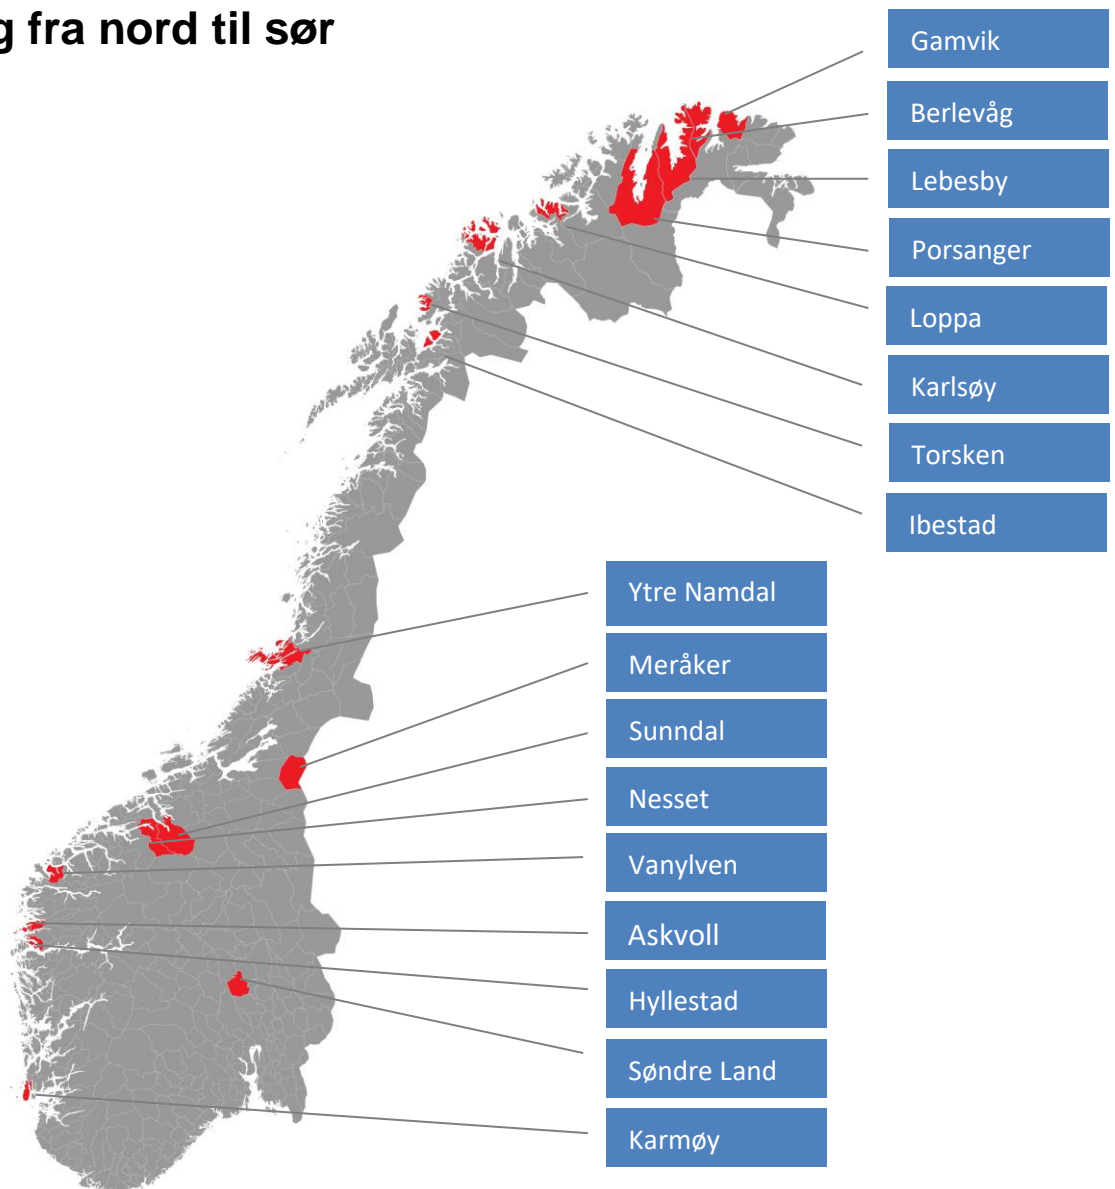 g fra nord til sør
Gamvik
Berlevåg
Lebesby
Porsanger
Loppa
Karlsøy
Torsken
Ibestad
Ytre Namdal
Meråker
Sunndal
Nesset
Vanylven
Askvoll
Hyllestad
Søndre Land
Karmøy